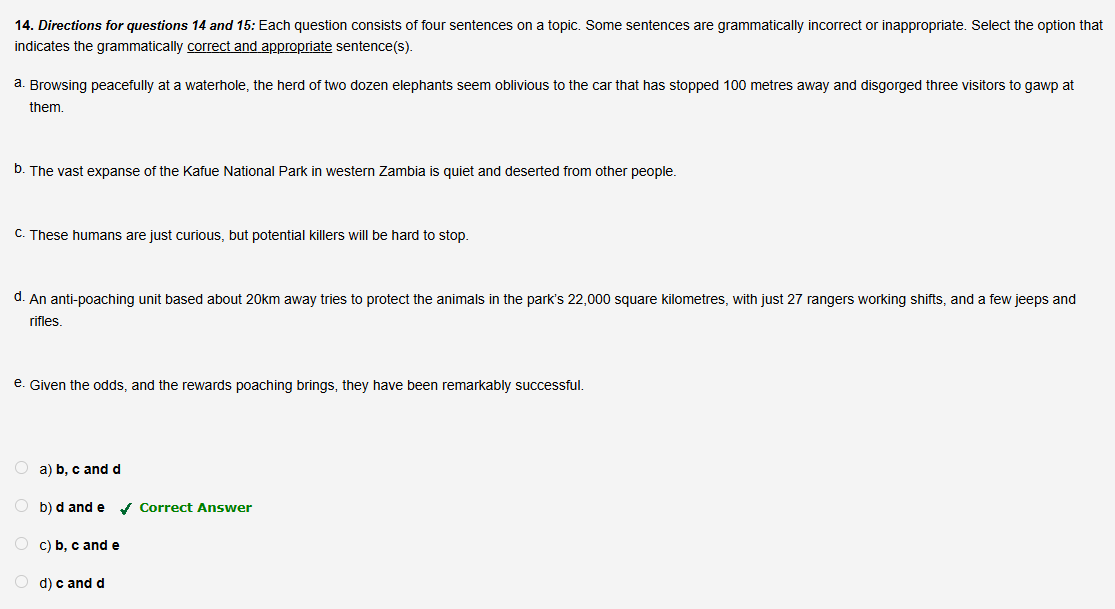 14. Directions for questions 14 and 15: Each question consists of four sentences on a topic. Some sentences are grammatically incorrect or inappropriate. Select the option that
indicates the grammatically correct and appropriate sentence(s).
a. Browsing peacefully at a waterhole, the herd of two dozen elephants seem oblivious to the car that has stopped 100 metres away and disgorged three visitors to gawp at
them.
b. The vast expanse of the Kafue National Park in western Zambia is quiet and deserted from other people.
c. These humans are just curious, but potential killers will be hard to stop.
d. An anti-poaching unit based about 20km away tries to protect the animals in the park's 22,000 square kilometres, with just 27 rangers working shifts, and a few jeeps and
rifles.
e. Given the odds, and the rewards poaching brings, they have been remarkably successful.
a) b, c and d
b) d and e ✓ Correct Answer
c) b, c and e
d) c and d